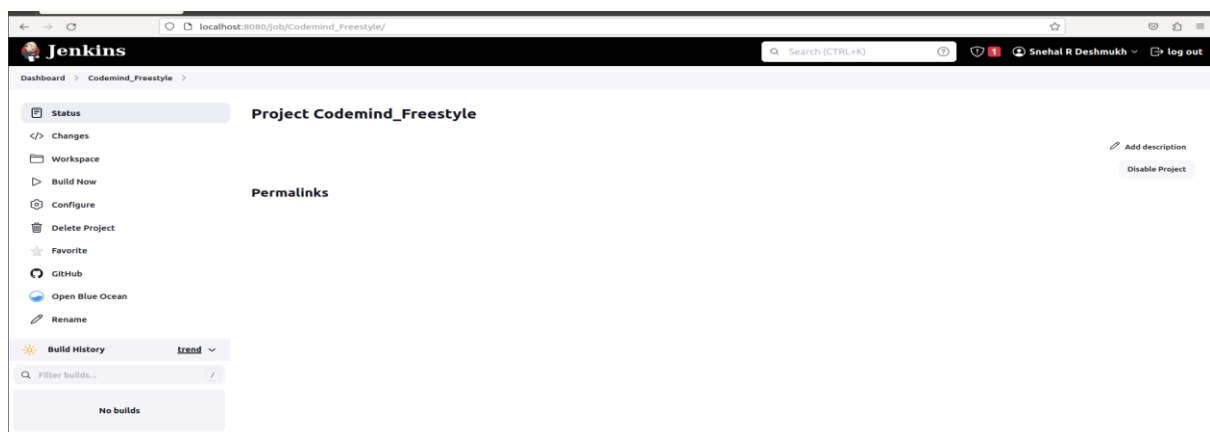 localhost:8080/job/Codemind_Freestyle/
Jenkins
Search (CTRL+K)
1
Snehal R Deshmukh
log out
Dashboard > Codemind_Freestyle >
Status
Changes
Workspace
Build Now
Configure
Delete Project
Favorite
GitHub
Open Blue Ocean
Rename
Build History
trend
Filter builds...
/
No builds
Project Codemind_Freestyle
Add description
Disable Project
Permalinks